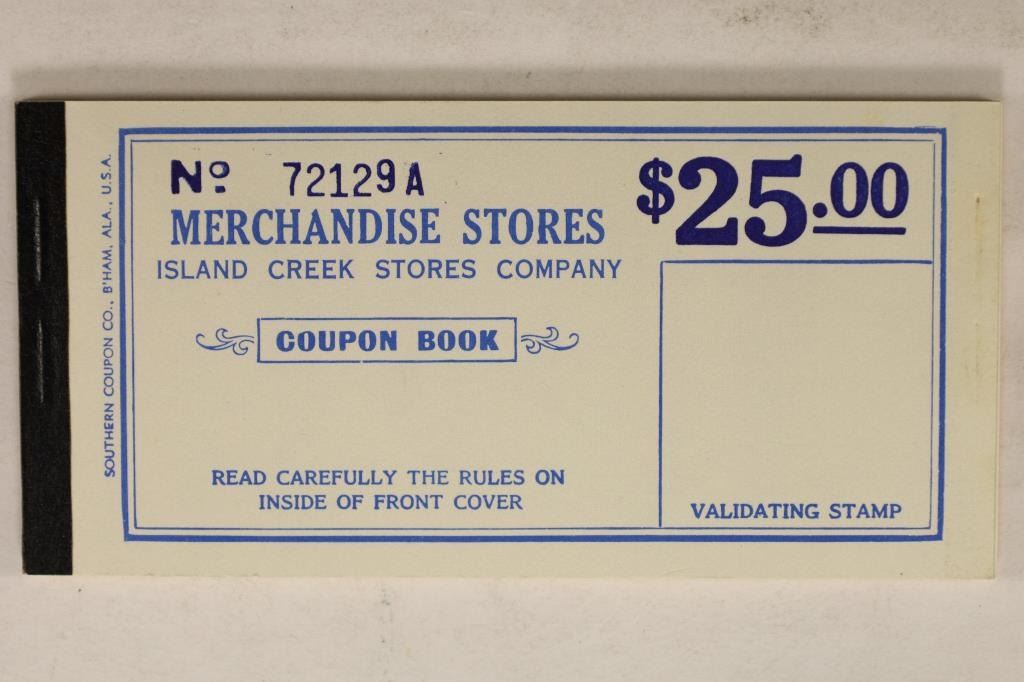 Nº 72129A
$25.00
MERCHANDISE STORES
ISLAND CREEK STORES COMPANY
COUPON BOOK
READ CAREFULLY THE RULES ON
INSIDE OF FRONT COVER
VALIDATING STAMP
SOUTHERN COUPON CO., B'HAM, ALA., U.S.A.